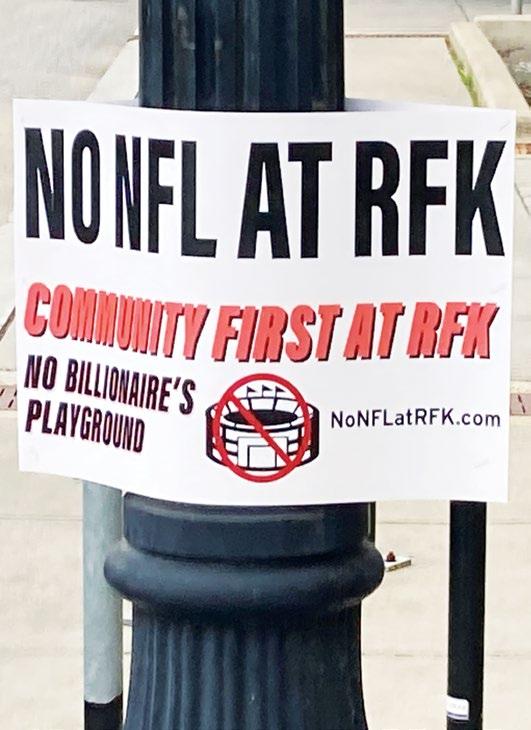 NO NFL AT RFK
COMMUNITY FIRST AT RFK
NO BILLIONAIRE'S
PLAYGROUND
NoNFLatRFK.com